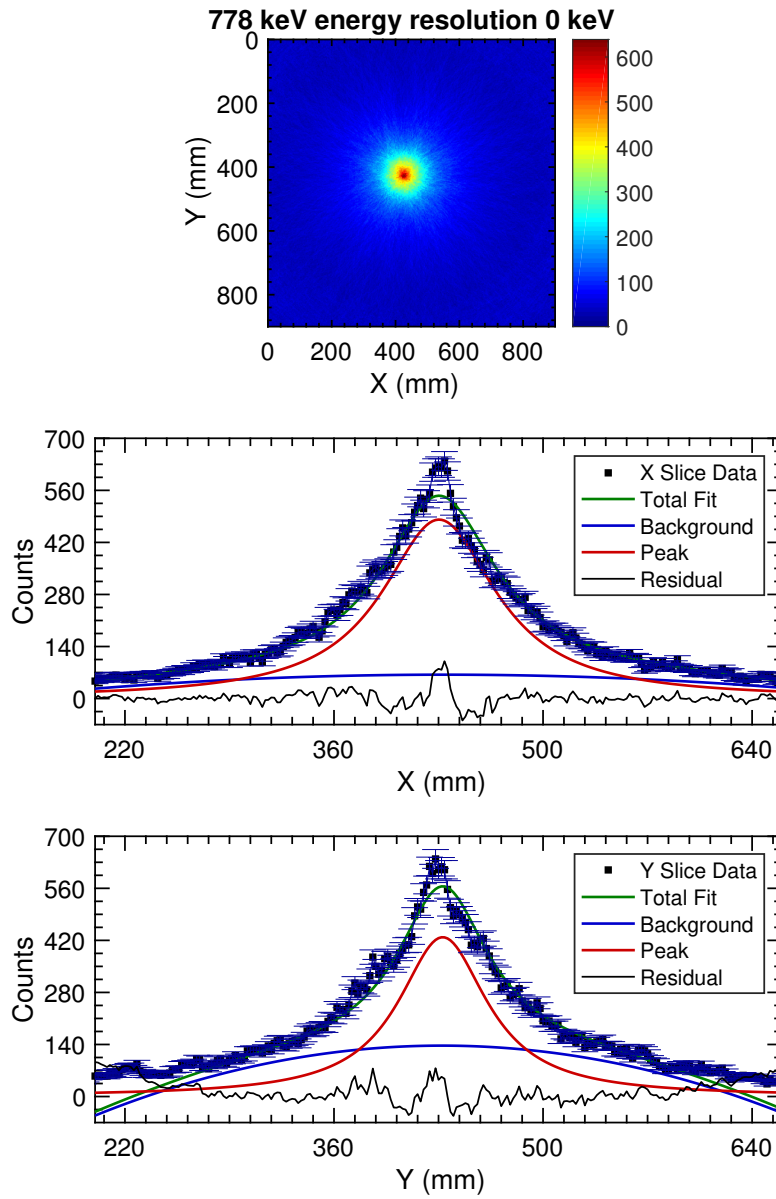 778 keV energy resolution 0 keV
0
200
400
600
800
Y (mm)
0 200 400 600 800
X (mm)
600
500
400
300
200
100
0
700
560
420
280
140
0
Counts
X Slice Data
Total Fit
Background
Peak
Residual
220 360 500 640
X (mm)
700
560
420
280
140
0
Counts
Y Slice Data
Total Fit
Background
Peak
Residual
220 360 500 640
Y (mm)